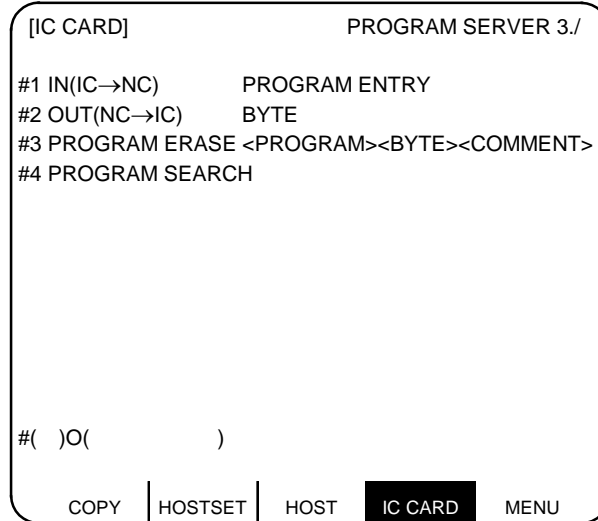 [IC CARD] PROGRAM SERVER 3./
#1 IN(IC→NC) PROGRAM ENTRY
#2 OUT(NC→IC) BYTE
#3 PROGRAM ERASE <PROGRAM><BYTE><COMMENT>
#4 PROGRAM SEARCH
#( )O( )
COPY HOSTSET HOST IC CARD MENU